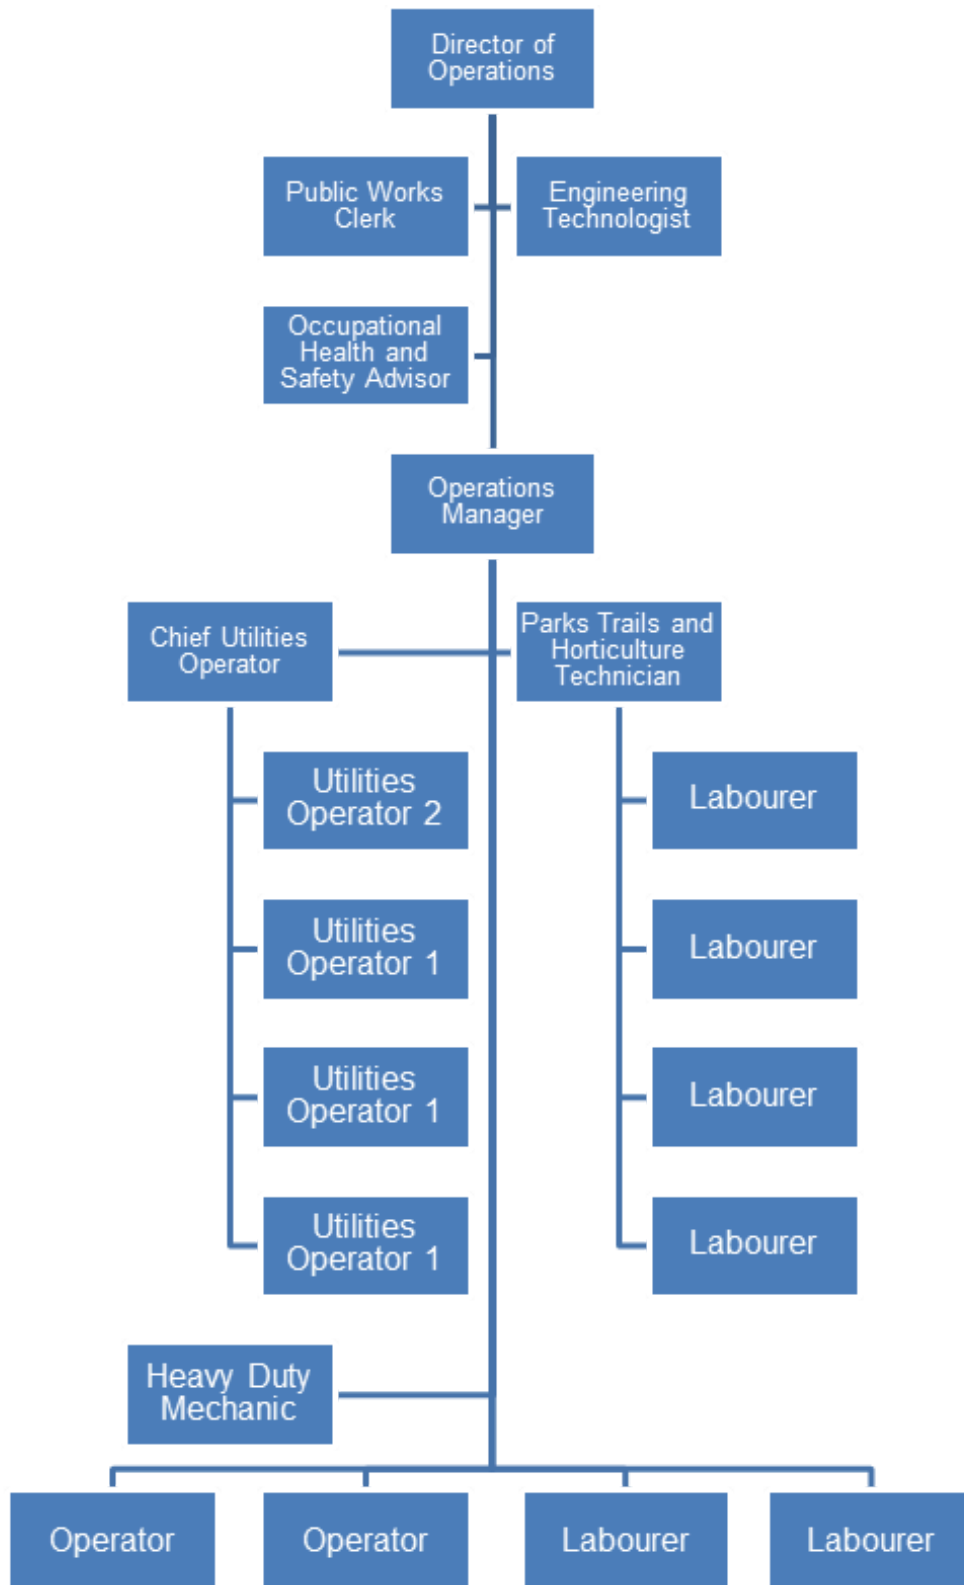 Director of
Operations
Public Works
Clerk
Engineering
Technologist
Occupational
Health and
Safety Advisor
Operations
Manager
Chief Utilities
Operator
Parks Trails and
Horticulture
Technician
Utilities
Operator 2
Labourer
Utilities
Operator 1
Labourer
Utilities
Operator 1
Labourer
Utilities
Operator 1
Labourer
Heavy Duty
Mechanic
Operator
Operator
Labourer
Labourer